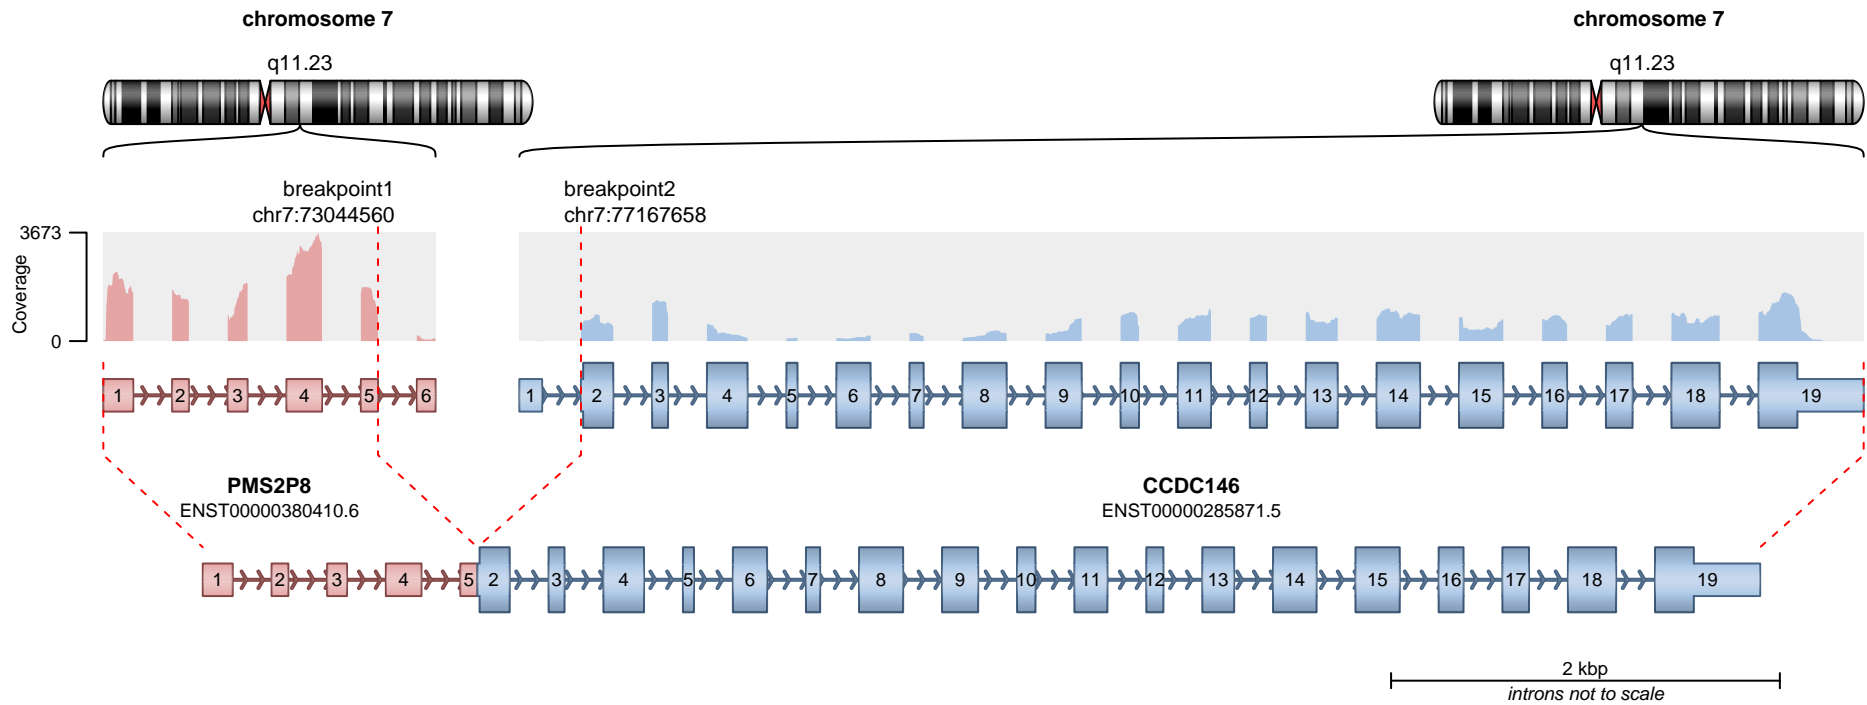 chromosome 7
chromosome 7
q11.23
q11.23
breakpoint1
chr7:73044560
breakpoint2
chr7:77167658
3673
Coverage
0
1 2 3 4 5 6
1 2 3 4 5 6 7 8 9 10 11 12 13 14 15 16 17 18 19
PMS2P8
ENST00000380410.6
CCDC146
ENST00000285871.5
1 2 3 4 5 2 3 4 5 6 7 8 9 10 11 12 13 14 15 16 17 18 19
2 kbp
introns not to scale